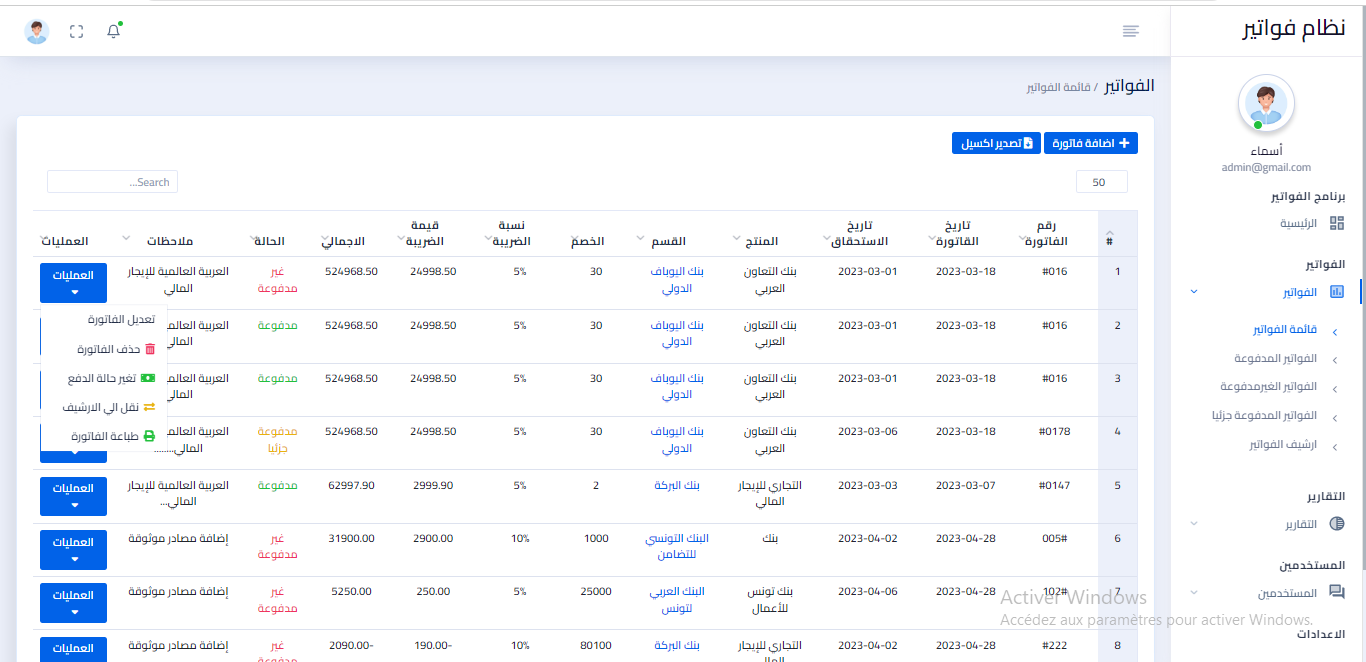 نظام فواتير
أسماء
admin@gmail.com
برنامج الفواتير
الرئيسية
الفواتير
الفواتير
قائمة الفواتير
الفواتير المدفوعة
الفواتير الغيرمدفوعة
الفواتير المدفوعة جزئيا
ارشيف الفواتير
التقارير
التقارير
المستخدمين
المستخدمين
الاعدادات
الفواتير / قائمة الفواتير
اضافة فاتورة تصدير اكسيل
50 Search...
# رقم الفاتورة تاريخ القاتورة تاريخ الاستحقاق المنتج القسم الخصم نسبة الضريبة قيمة الضريبة الاجمالي الحالة ملاحظات العمليات
1 #016 2023-03-18 2023-03-01 بنك التعاون العربي بنك اليوباف الدولي 30 5% 24998.50 524968.50 غير مدفوعة العربية العالمية للإيجار المالي العمليات
تعديل الفاتورة
حذف الفاتورة
تغير حالة الدفع
نقل الي الارشيف
طباعة الفاتورة
2 #016 2023-03-18 2023-03-01 بنك التعاون العربي بنك اليوباف الدولي 30 5% 24998.50 524968.50 مدفوعة العربية
3 #016 2023-03-18 2023-03-01 بنك التعاون العربي بنك اليوباف الدولي 30 5% 24998.50 524968.50 مدفوعة العربية
4 #0178 2023-03-18 2023-03-06 بنك التعاون العربي بنك اليوباف الدولي 30 5% 24998.50 524968.50 مدفوعة جزئيا العربية المالي........
5 #0147 2023-03-07 2023-03-03 التجاري للإيجار المالي بنك البركة 2 5% 2999.90 62997.90 مدفوعة العربية العالمية للإيجار المالي... العمليات
6 005# 2023-04-28 2023-04-02 بنك البنك التونسي للتضامن 1000 10% 2900.00 31900.00 غير مدفوعة إضافة مصادر موثوقة العمليات
7 102# 2023-04-28 2023-04-06 بنك تونس للأعمال البنك العربي لتونس 25000 5% 250.00 5250.00 غير مدفوعة إضافة مصادر موثوقة العمليات
8 #222 2023-04-28 2023-04-02 التجاري للإيجار المالي بنك البركة 80100 10% 190.00- 2090.00- غير مدفوعة إضافة مصادر موثوقة العمليات
Activer Windows
Accédez aux paramètres pour activer Windows.